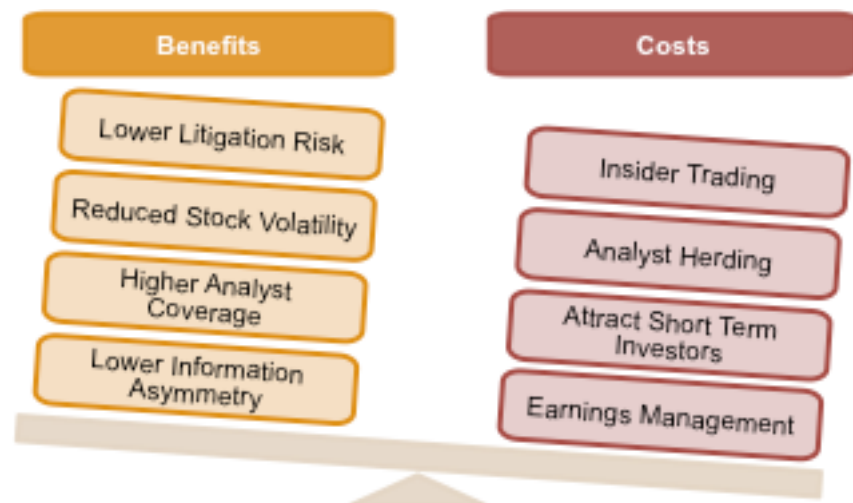 Benefits
Lower Litigation Risk
Reduced Stock Volatility
Higher Analyst
Coverage
Lower Information
Asymmetry
Costs
Insider Trading
Analyst Herding
Attract Short Term
Investors
Earnings Management